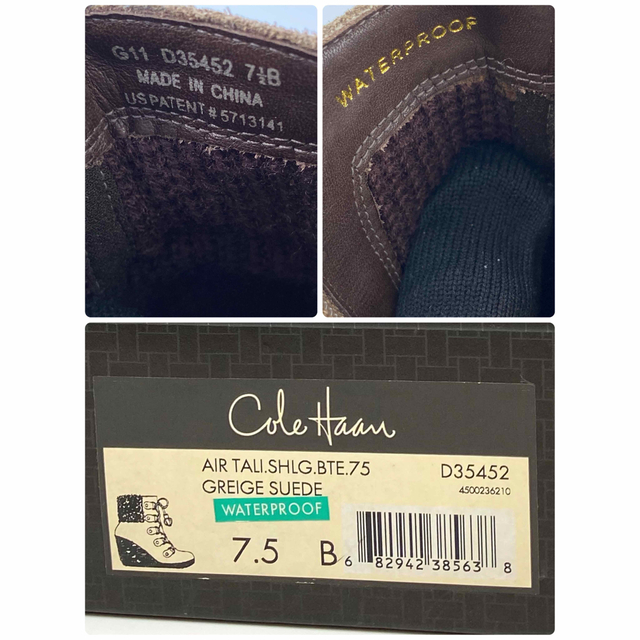 G11 D35452 7½B
MADE IN CHINA
US PATENT # 5713141
WATERPROOF
Cole Haan
AIR TALI.SHLG.BTE.75 D35452
GREIGE SUEDE 4500236210
WATERPROOF
7.5 B
6 82942 38563 8